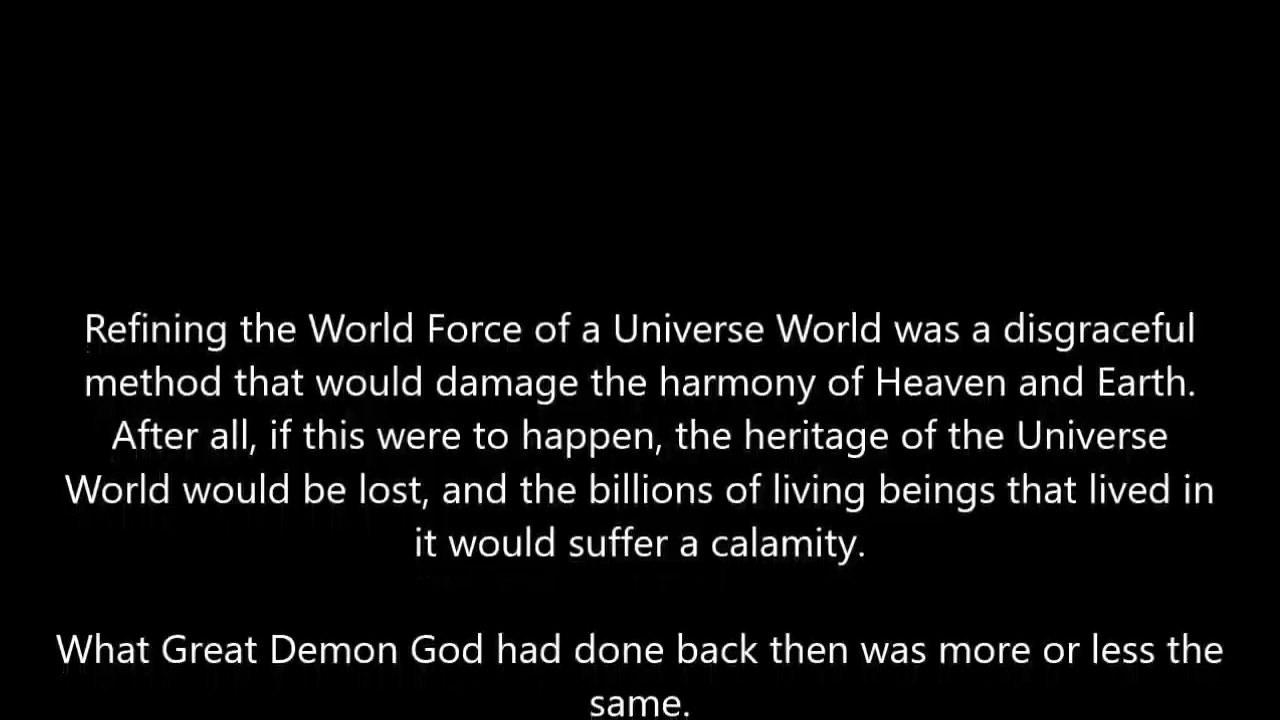 Refining the World Force of a Universe World was a disgraceful
method that would damage the harmony of Heaven and Earth.
After all, if this were to happen, the heritage of the Universe
World would be lost, and the billions of living beings that lived in
it would suffer a calamity.
What Great Demon God had done back then was more or less the
same.